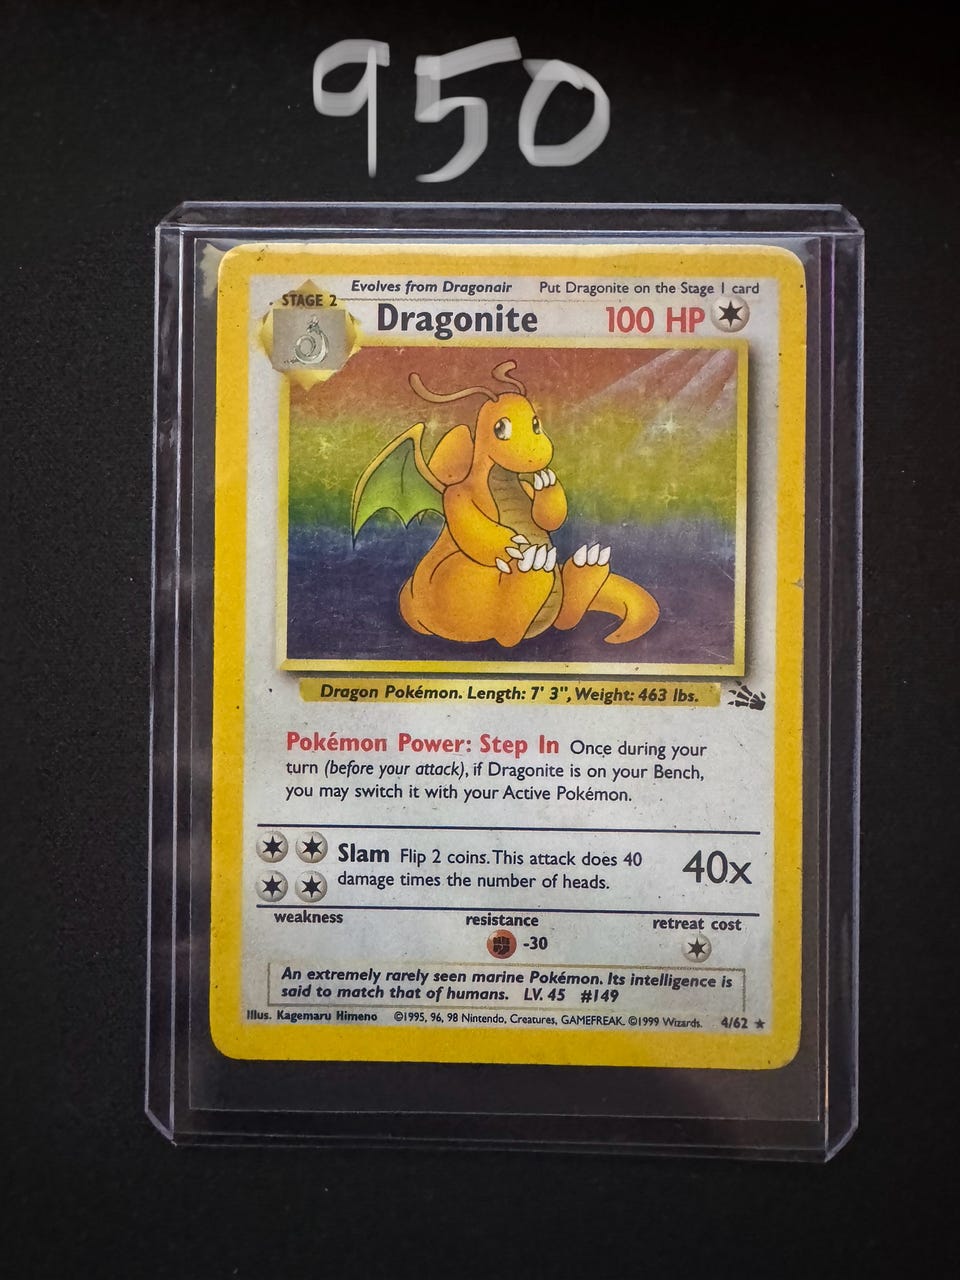 950
Evolves from Dragonair Put Dragonite on the Stage 1 card
STAGE 2
Dragonite 100 HP
Dragon Pokémon. Length: 7' 3", Weight: 463 lbs.
Pokémon Power: Step In Once during your
turn (before your attack), if Dragonite is on your Bench,
you may switch it with your Active Pokémon.
Slam Flip 2 coins. This attack does 40
damage times the number of heads.
40x
weakness resistance retreat cost
-30
An extremely rarely seen marine Pokémon. Its intelligence is
said to match that of humans. LV. 45 #149
Illus. Kagemaru Himeno ©1995, 96, 98 Nintendo, Creatures, GAMEFREAK. ©1999 Wizards. 4/62 ★